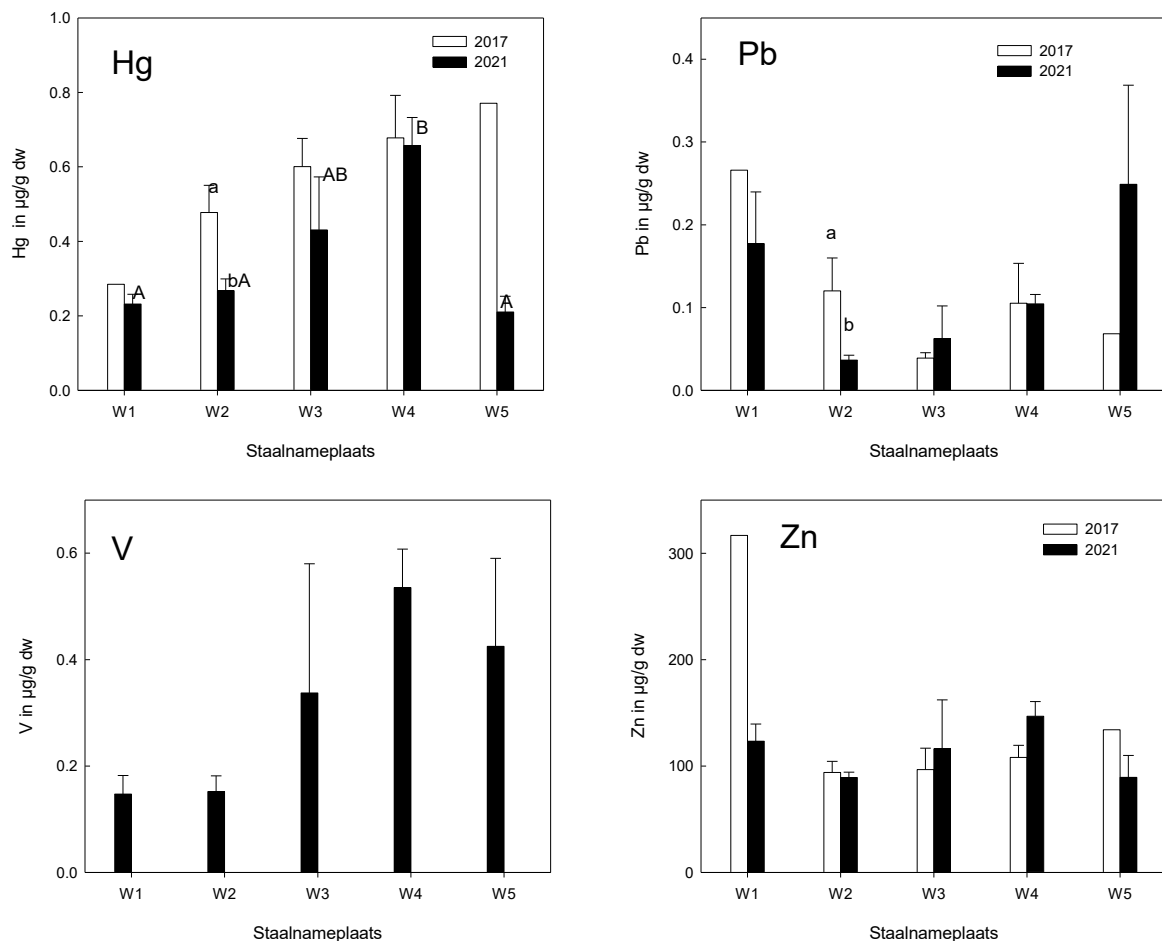 Hg
2017
2021
Hg in µg/g dw
1.0
0.8
0.6
0.4
0.2
0.0
A
a
bA
AB
B
A
W1 W2 W3 W4 W5
Staalnameplaats
Pb
2017
2021
Pb in µg/g dw
0.4
0.3
0.2
0.1
0.0
a
b
W1 W2 W3 W4 W5
Staalnameplaats
V
V in µg/g dw
0.6
0.4
0.2
0.0
W1 W2 W3 W4 W5
Staalnameplaats
Zn
2017
2021
Zn in µg/g dw
300
200
100
0
W1 W2 W3 W4 W5
Staalnameplaats